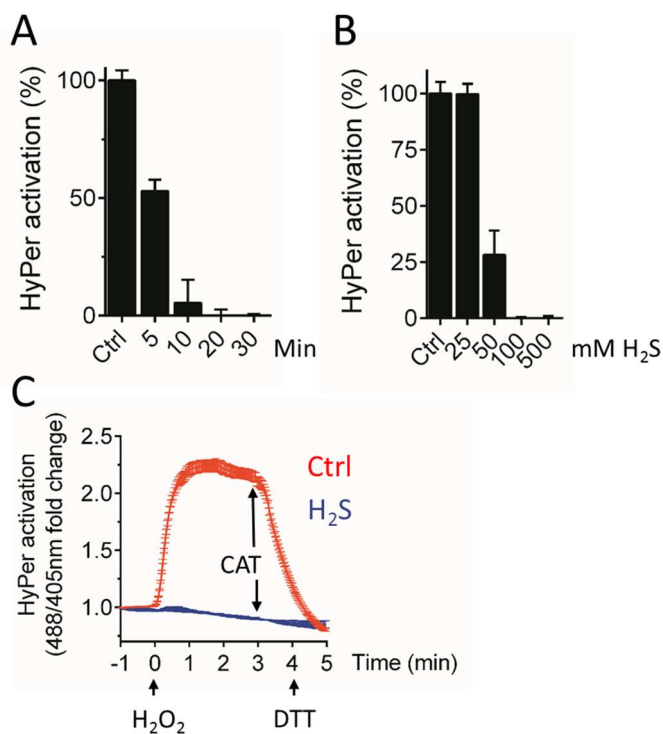 A
HyPer activation (%)
100
50
0
Ctrl 5 10 20 30 Min
B
HyPer activation (%)
100
75
50
25
0
Ctrl 25 50 100 500 mM H₂S
C
HyPer activation
(488/405nm fold change)
2.5
2.0
1.5
1.0
Ctrl
H₂S
CAT
-1 0 1 2 3 4 5 Time (min)
H₂O₂ DTT